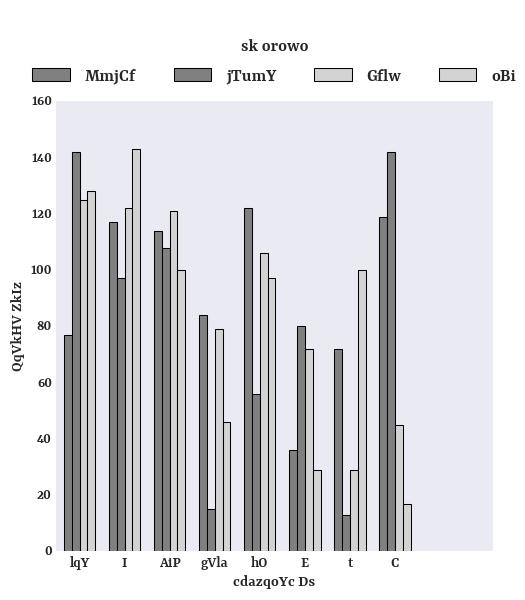 sk orowo
MmjCf jTumY Gflw oBi
160
140
120
100
80
60
40
20
0
QqVkHV ZkIz
lqY I AiP gVla hO E t C
cdazqoYc Ds